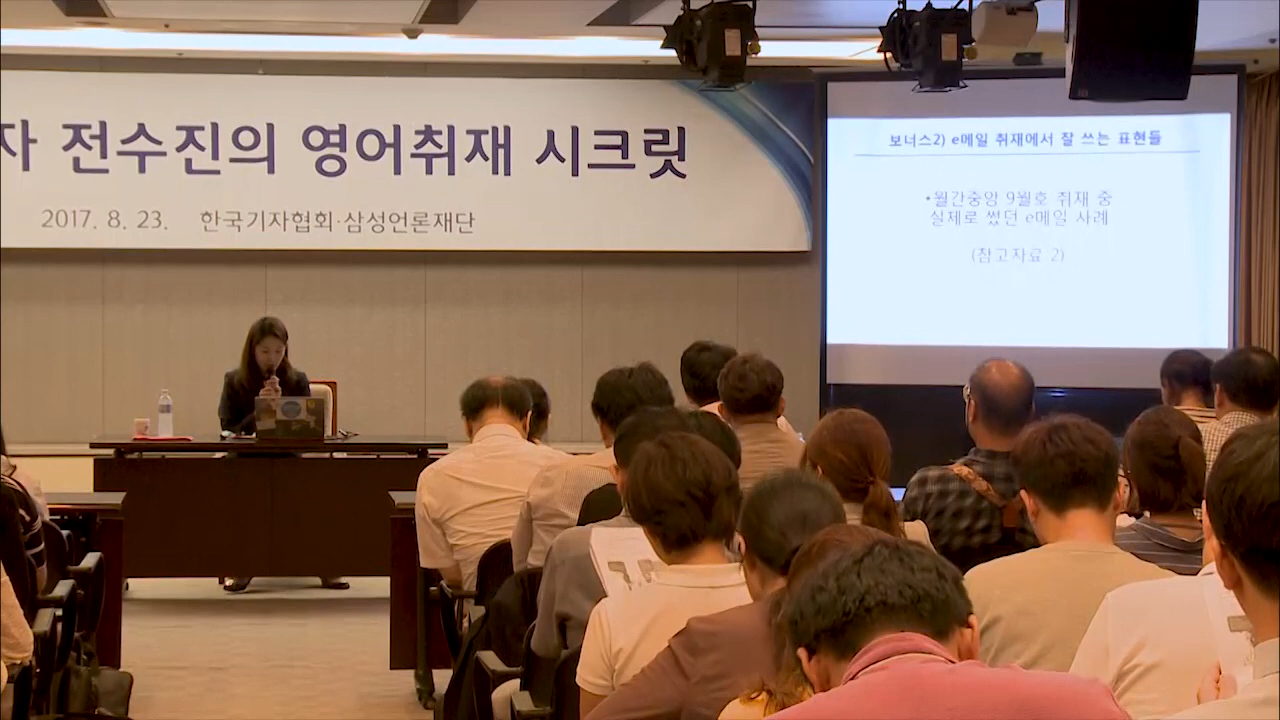 자 전수진의 영어취재 시크릿
2017. 8. 23. 한국기자협회·삼성언론재단
보너스2) e메일 취재에서 잘 쓰는 표현들
•월간중앙 9월호 취재 중
실제로 썼던 e메일 사례
(참고자료 2)